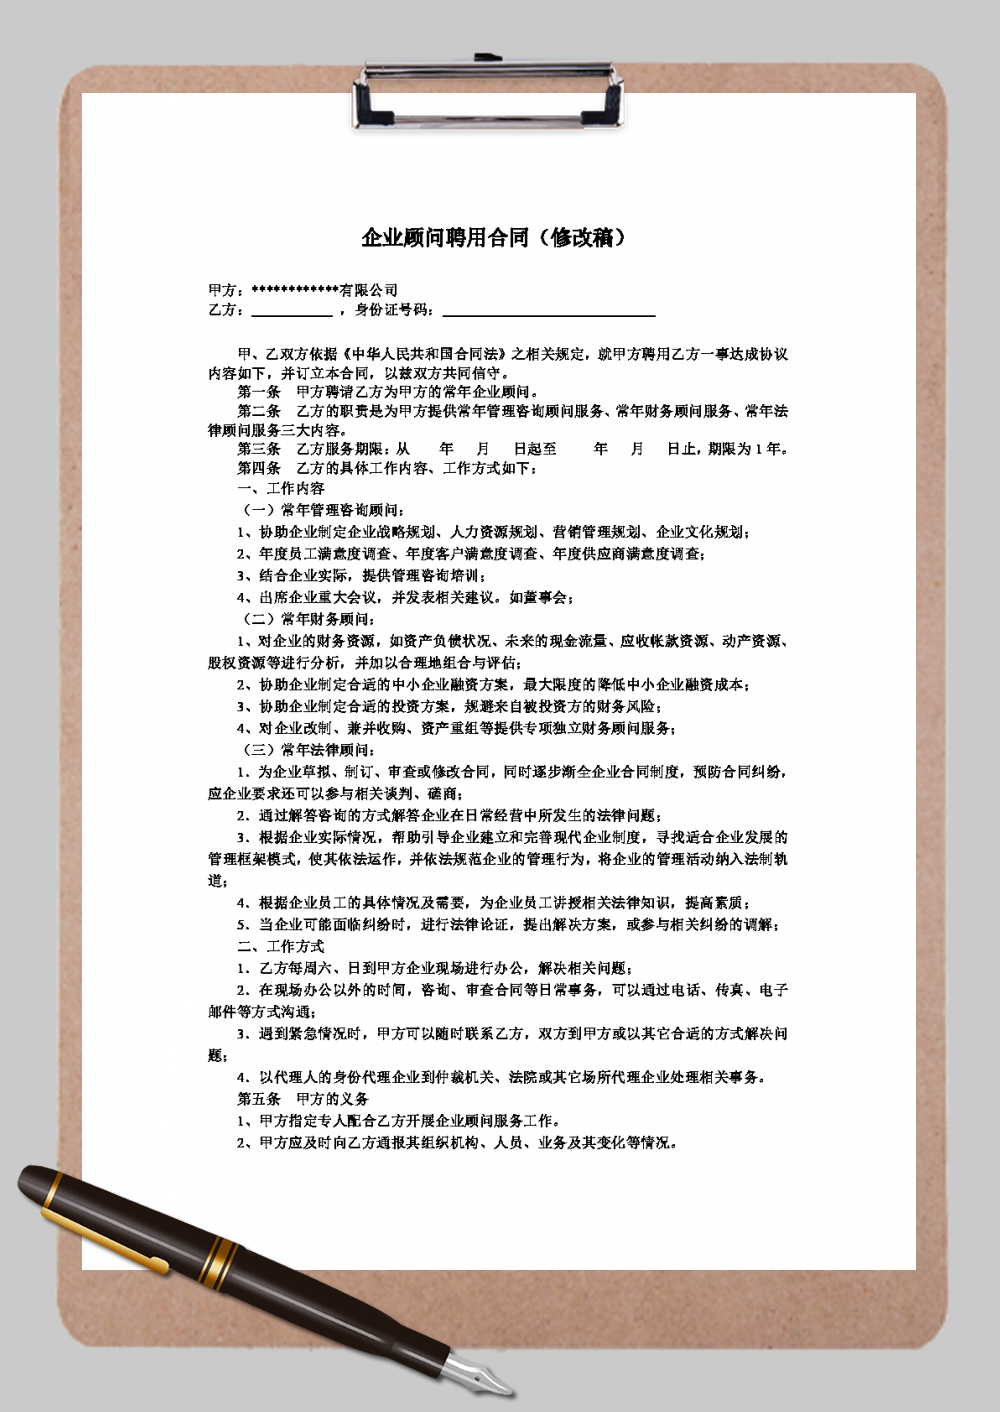 企业顾问聘用合同（修改稿）
甲方：************有限公司
乙方：___________ ，身份证号码：_____________________________
甲、乙双方依据《中华人民共和国合同法》之相关规定，就甲方聘用乙方一事达成协议
内容如下，并订立本合同，以兹双方共同信守。
第一条　甲方聘请乙方为甲方的常年企业顾问。
第二条　乙方的职责是为甲方提供常年管理咨询顾问服务、常年财务顾问服务、常年法
律顾问服务三大内容。
第三条　乙方服务期限：从　　年　月　日起至　　年　月　日止，期限为 1 年。
第四条　乙方的具体工作内容、工作方式如下：
一、工作内容
（一）常年管理咨询顾问：
1、协助企业制定企业战略规划、人力资源规划、营销管理规划、企业文化规划；
2、年度员工满意度调查、年度客户满意度调查、年度供应商满意度调查；
3、结合企业实际，提供管理咨询培训；
4、出席企业重大会议，并发表相关建议。如董事会；
（二）常年财务顾问：
1、对企业的财务资源，如资产负债状况、未来的现金流量、应收帐款资源、动产资源、
股权资源等进行分析，并加以合理地组合与评估；
2、协助企业制定合适的中小企业融资方案，最大限度的降低中小企业融资成本；
3、协助企业制定合适的投资方案，规避来自被投资方的财务风险；
4、对企业改制、兼并收购、资产重组等提供专项独立财务顾问服务；
（三）常年法律顾问：
1．为企业草拟、制订、审查或修改合同，同时逐步渐全企业合同制度，预防合同纠纷，
应企业要求还可以参与相关谈判、磋商；
2．通过解答咨询的方式解答企业在日常经营中所发生的法律问题；
3．根据企业实际情况，帮助引导企业建立和完善现代企业制度，寻找适合企业发展的
管理框架模式，使其依法运作，并依法规范企业的管理行为，将企业的管理活动纳入法制轨
道；
4．根据企业员工的具体情况及需要，为企业员工讲授相关法律知识，提高素质；
5．当企业可能面临纠纷时，进行法律论证，提出解决方案，或参与相关纠纷的调解；
二、工作方式
1．乙方每周六、日到甲方企业现场进行办公，解决相关问题；
2．在现场办公以外的时间，咨询、审查合同等日常事务，可以通过电话、传真、电子
邮件等方式沟通；
3．遇到紧急情况时，甲方可以随时联系乙方，双方到甲方或以其它合适的方式解决问
题；
4．以代理人的身份代理企业到仲裁机关、法院或其它场所代理企业处理相关事务。
第五条　甲方的义务
1、甲方指定专人配合乙方开展企业顾问服务工作。
2、甲方应及时向乙方通报其组织机构、人员、业务及其变化等情况。